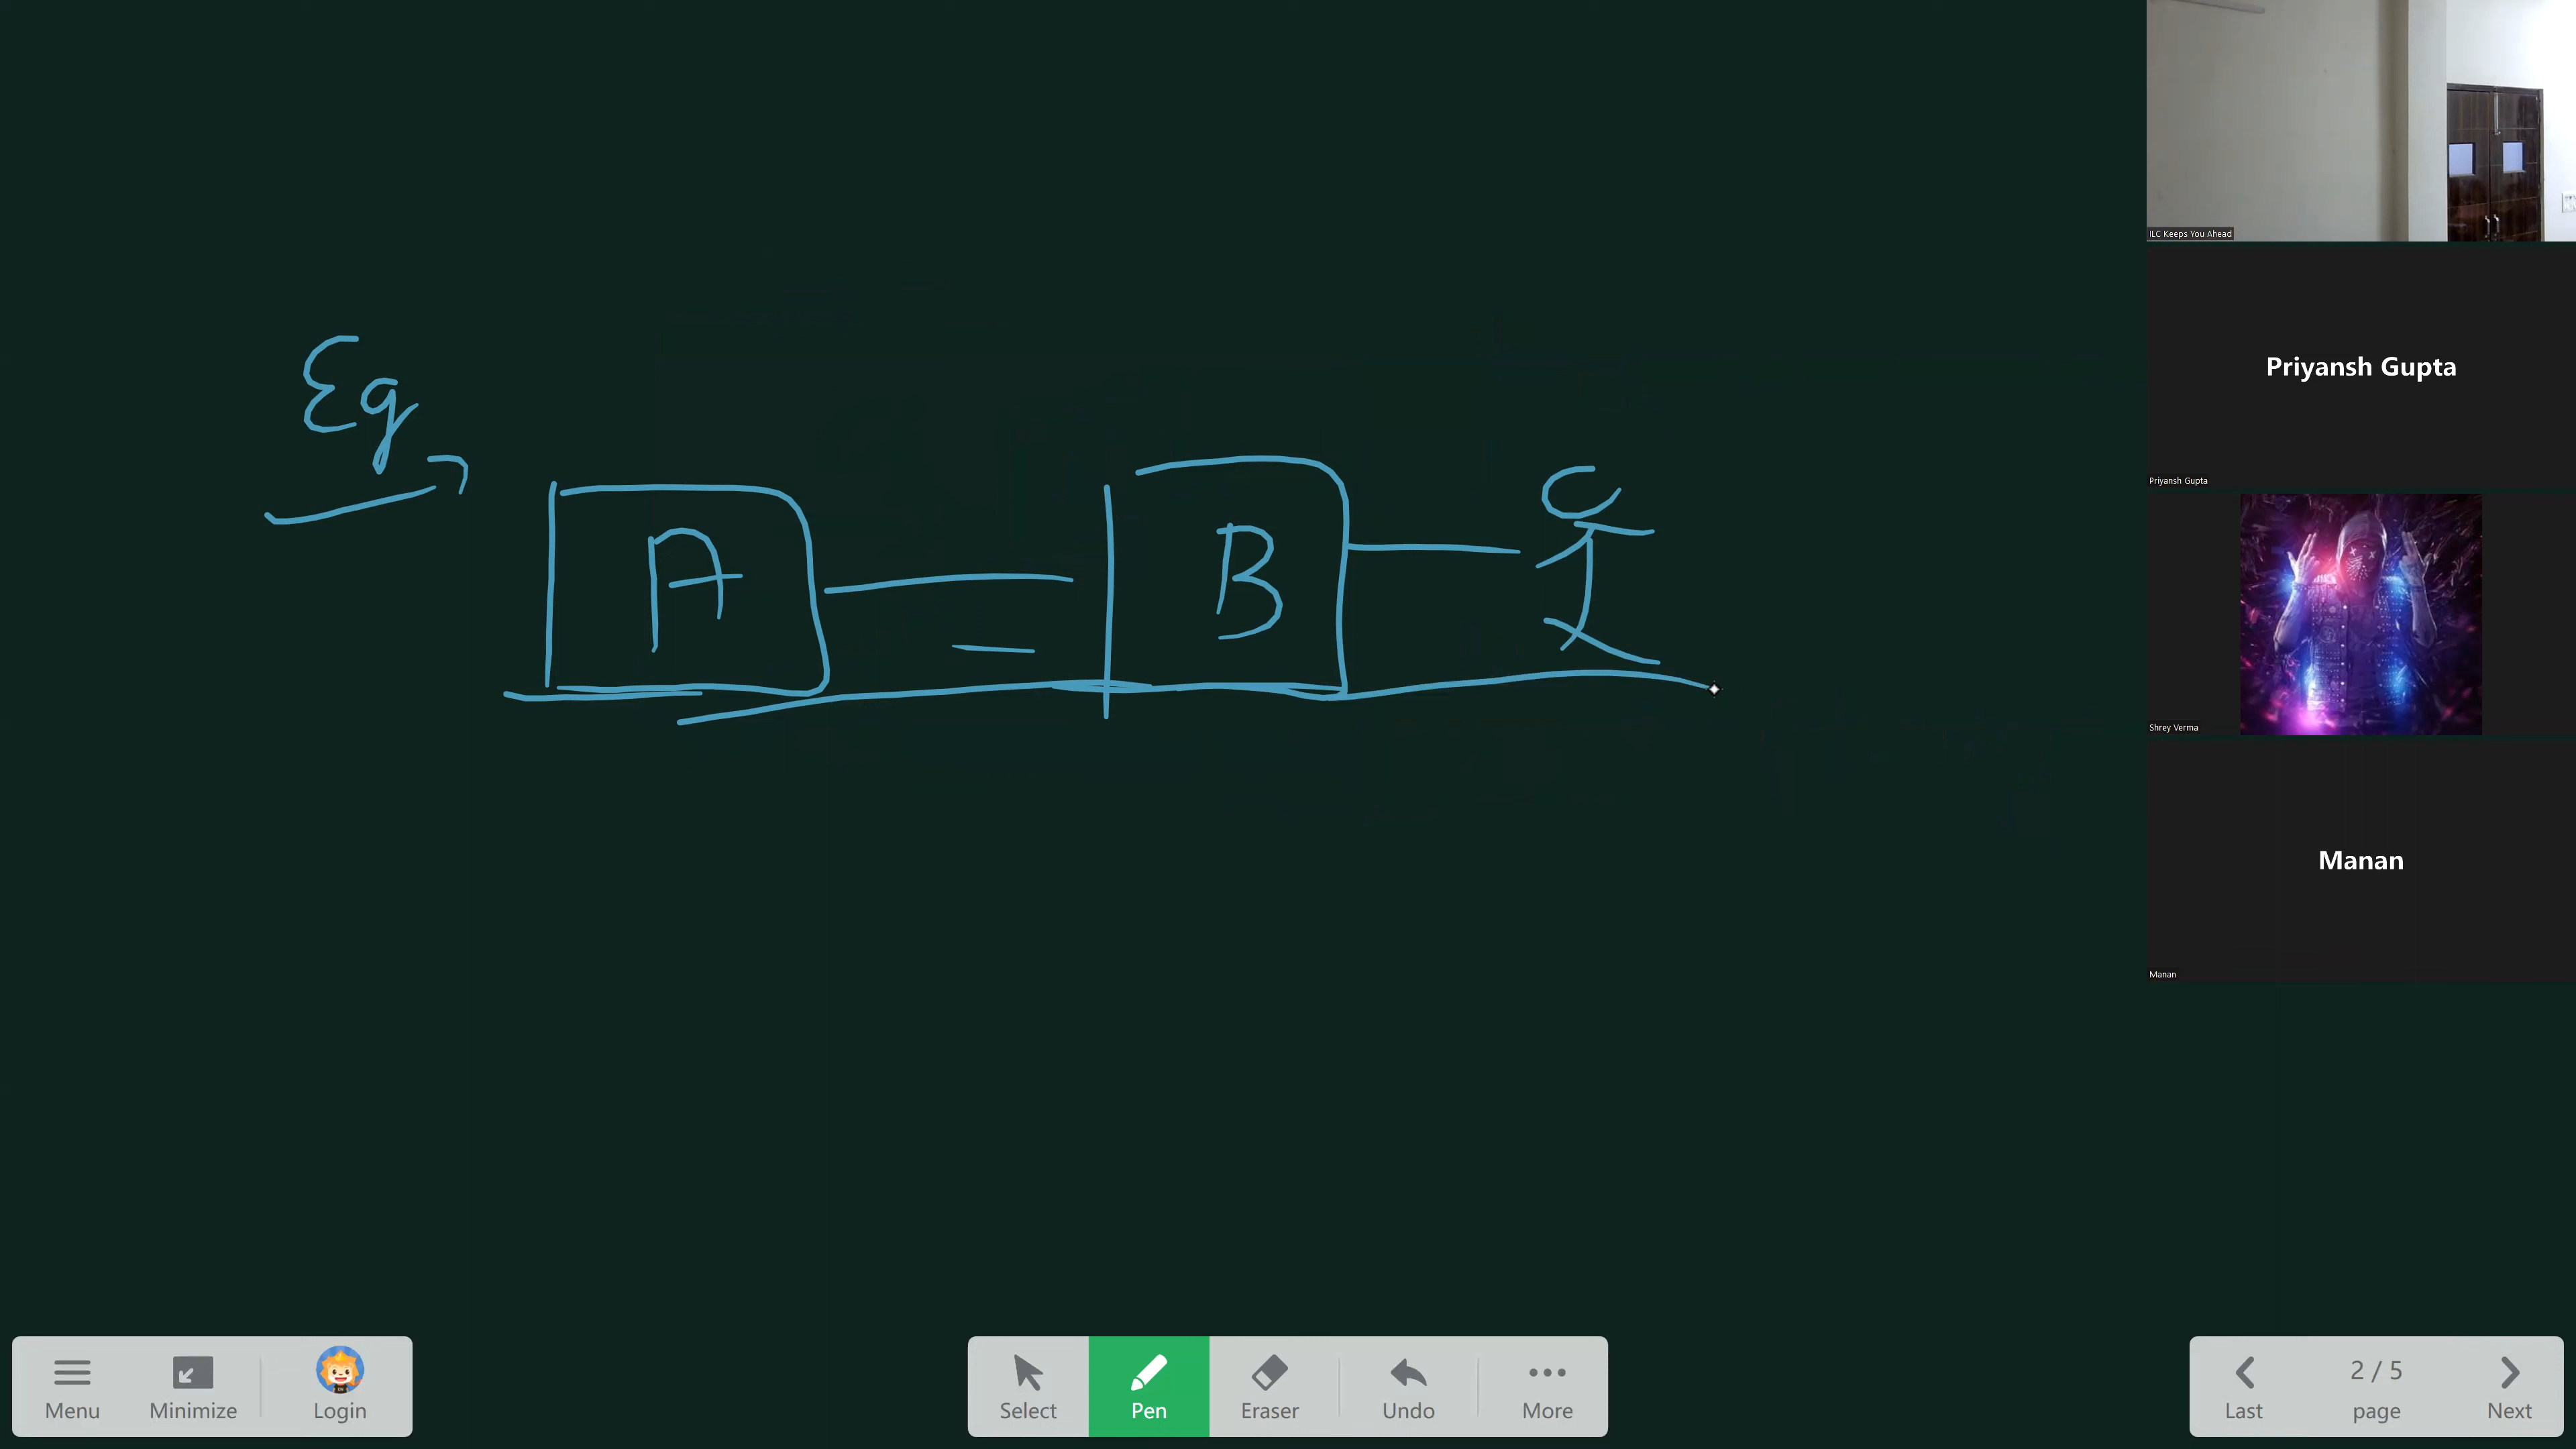 Eg
A
B
C
ILC Keeps You Ahead
Priyansh Gupta
Priyansh Gupta
Shrey Verma
Manan
Manan
Menu
Minimize
Login
Select
Pen
Eraser
Undo
More
Last
2 / 5
page
Next